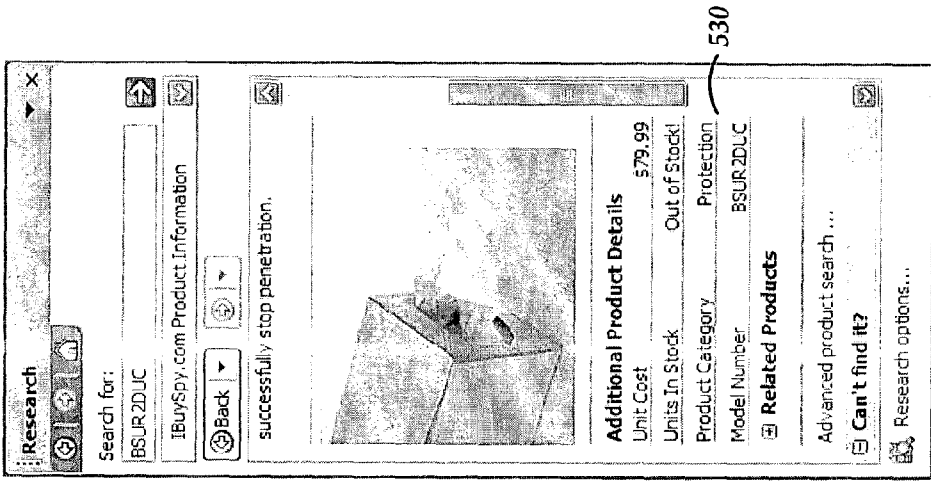 Research
Search for:
BSUR2DUC
IBuySpy.com Product Information
Back
successfully stop penetration.
Additional Product Details
Unit Cost $79.99
Units In Stock Out of Stock!
Product Category Protection
Model Number BSUR2DUC
Related Products
Advanced product search ...
Can't find it?
Research options...
530